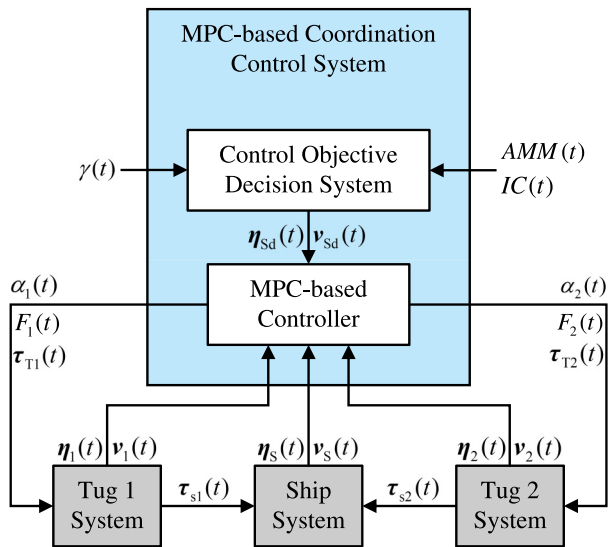 MPC-based Coordination
Control System
γ(t)
Control Objective
Decision System
AMM(t)
IC(t)
η_Sd(t) v_Sd(t)
MPC-based
Controller
α_1(t)
F_1(t)
τ_T1(t)
α_2(t)
F_2(t)
τ_T2(t)
η_1(t) v_1(t)
η_S(t) v_S(t)
η_2(t) v_2(t)
Tug 1
System
τ_s1(t)
Ship
System
τ_s2(t)
Tug 2
System